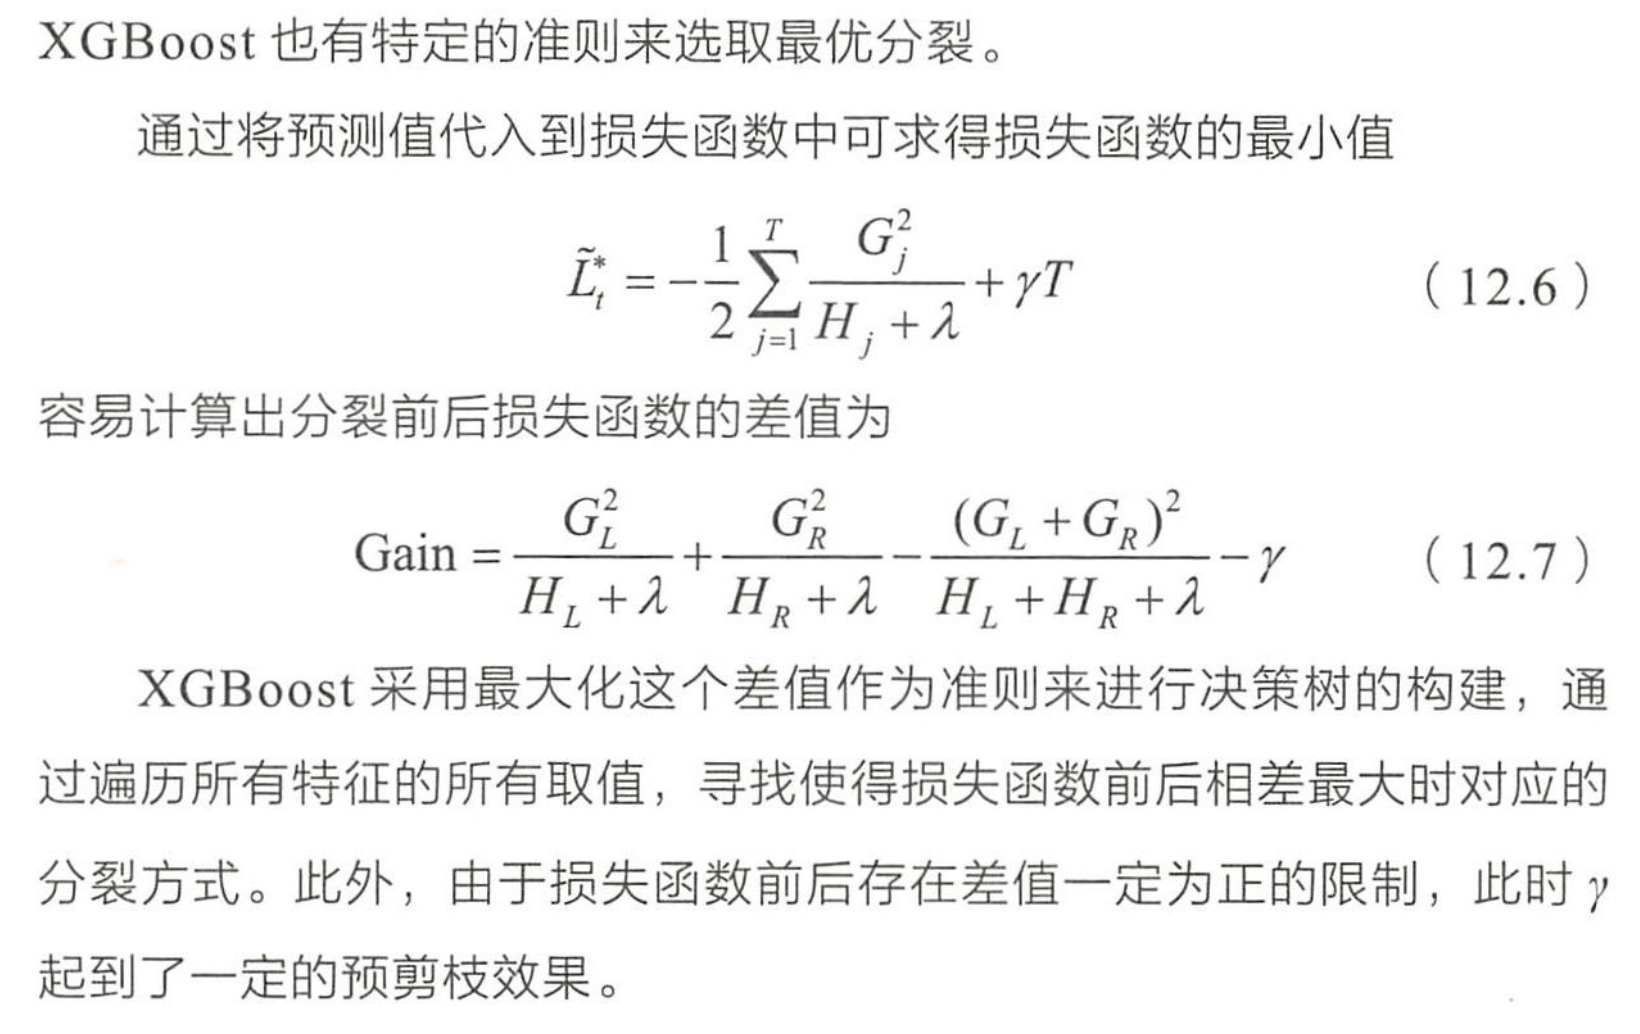 XGBoost 也有特定的准则来选取最优分裂。
通过将预测值代入到损失函数中可求得损失函数的最小值
$\tilde{L}_t^* = -\frac{1}{2}\sum_{j=1}^{T}\frac{G_j^2}{H_j+\lambda}+\gamma T$ （12.6）
容易计算出分裂前后损失函数的差值为
$\text{Gain} = \frac{G_L^2}{H_L+\lambda}+\frac{G_R^2}{H_R+\lambda}-\frac{(G_L+G_R)^2}{H_L+H_R+\lambda}-\gamma$ （12.7）
XGBoost 采用最大化这个差值作为准则来进行决策树的构建，通
过遍历所有特征的所有取值，寻找使得损失函数前后相差最大时对应的
分裂方式。此外，由于损失函数前后存在差值一定为正的限制，此时 γ
起到了一定的预剪枝效果。